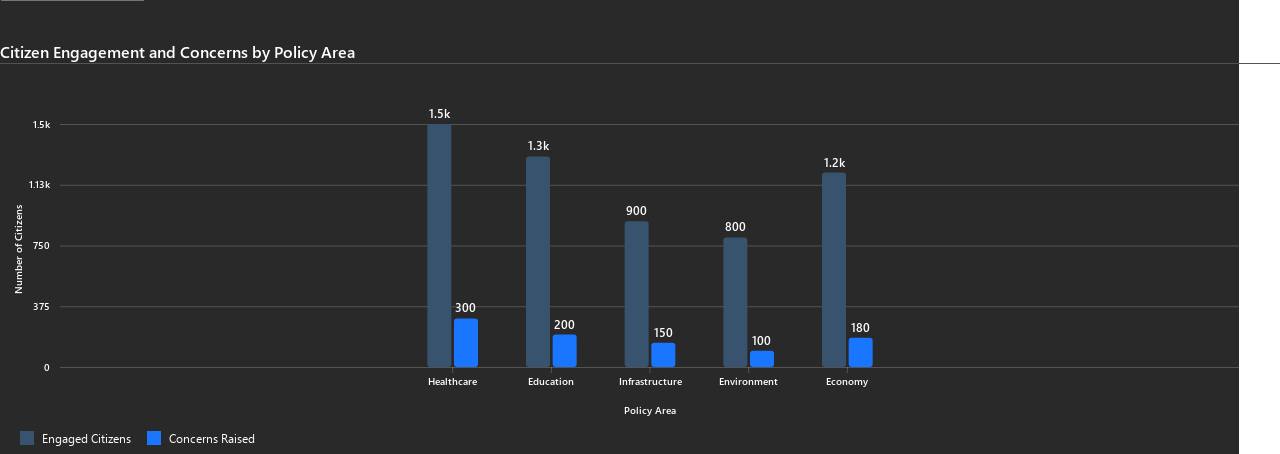 Citizen Engagement and Concerns by Policy Area
1.5k
1.13k
750
375
0
Number of Citizens
1.5k
300
1.3k
200
900
150
800
100
1.2k
180
Healthcare
Education
Infrastructure
Environment
Economy
Policy Area
Engaged Citizens
Concerns Raised